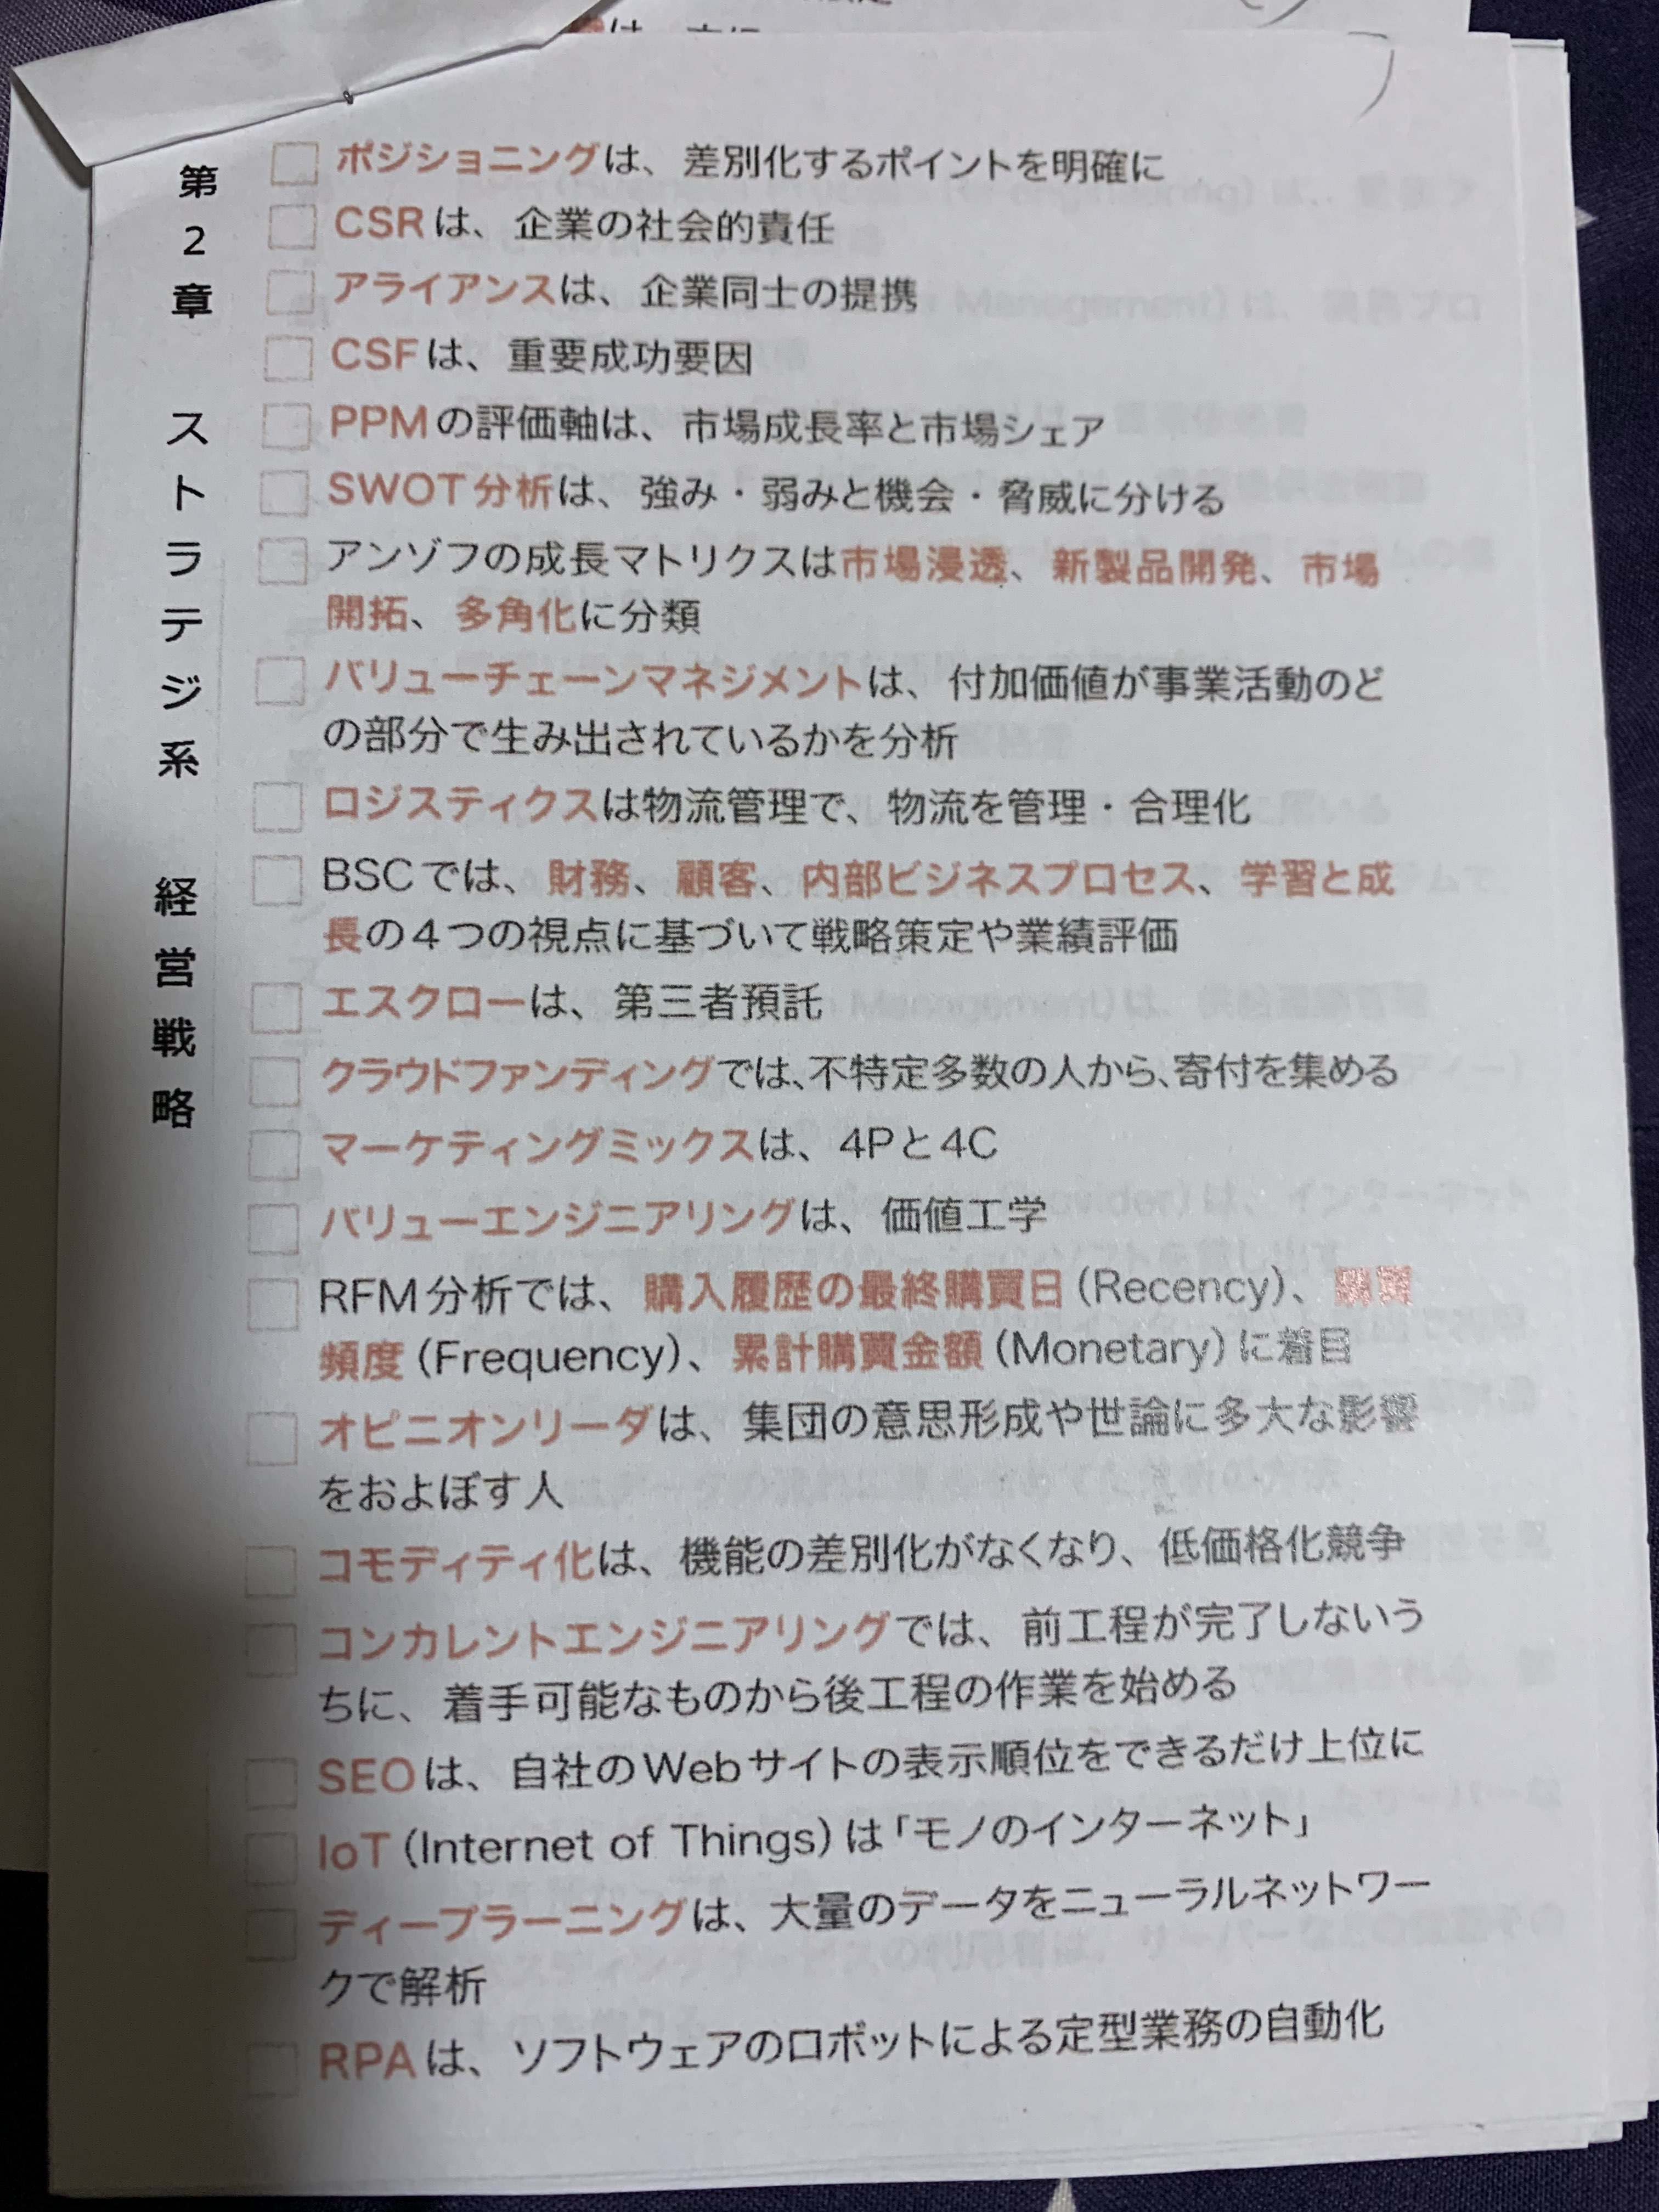 第2章 ストラテジ系 経営戦略
ポジショニングは、差別化するポイントを明確に
CSRは、企業の社会的責任
アライアンスは、企業同士の提携
CSFは、重要成功要因
PPMの評価軸は、市場成長率と市場シェア
SWOT分析は、強み・弱みと機会・脅威に分ける
アンゾフの成長マトリクスは市場浸透、新製品開発、市場
開拓、多角化に分類
バリューチェーンマネジメントは、付加価値が事業活動のど
の部分で生み出されているかを分析
ロジスティクスは物流管理で、物流を管理・合理化
BSCでは、財務、顧客、内部ビジネスプロセス、学習と成
長の4つの視点に基づいて戦略策定や業績評価
エスクローは、第三者預託
クラウドファンディングでは、不特定多数の人から、寄付を集める
マーケティングミックスは、4Pと4C
バリューエンジニアリングは、価値工学
RFM分析では、購入履歴の最終購買日(Recency)、購買
頻度(Frequency)、累計購買金額(Monetary)に着目
オピニオンリーダは、集団の意思形成や世論に多大な影響
をおよぼす人
コモディティ化は、機能の差別化がなくなり、低価格化競争
コンカレントエンジニアリングでは、前工程が完了しないう
ちに、着手可能なものから後工程の作業を始める
SEOは、自社のWebサイトの表示順位をできるだけ上位に
IoT(Internet of Things)は「モノのインターネット」
ディープラーニングは、大量のデータをニューラルネットワー
クで解析
RPAは、ソフトウェアのロボットによる定型業務の自動化